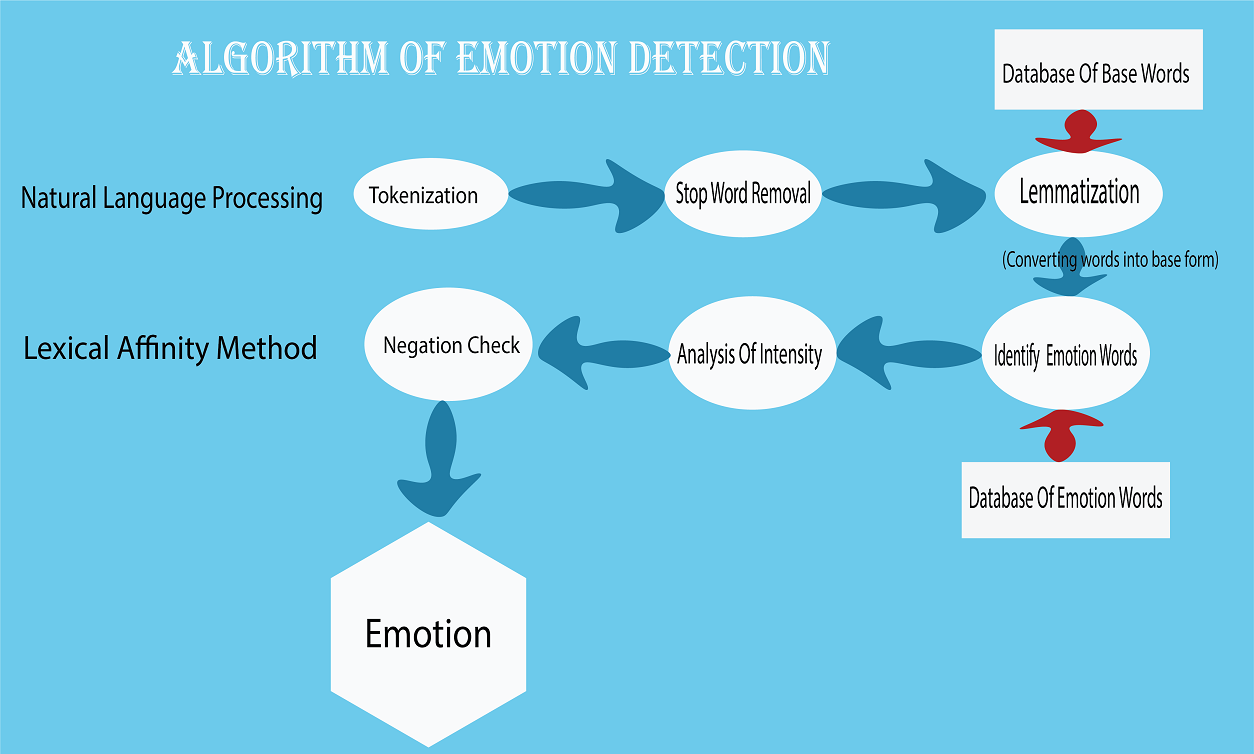 ALGORITHM OF EMOTION DETECTION
Database Of Base Words
Natural Language Processing
Tokenization
Stop Word Removal
Lemmatization
(Converting words into base form)
Lexical Affinity Method
Negation Check
Analysis Of Intensity
Identify Emotion Words
Database Of Emotion Words
Emotion